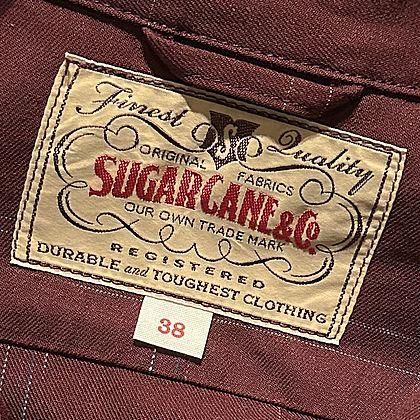 Finest Quality
S
ORIGINAL FABRICS
SUGARCANE & Co.
OUR OWN TRADE MARK
REGISTERED
DURABLE and TOUGHEST CLOTHING
38